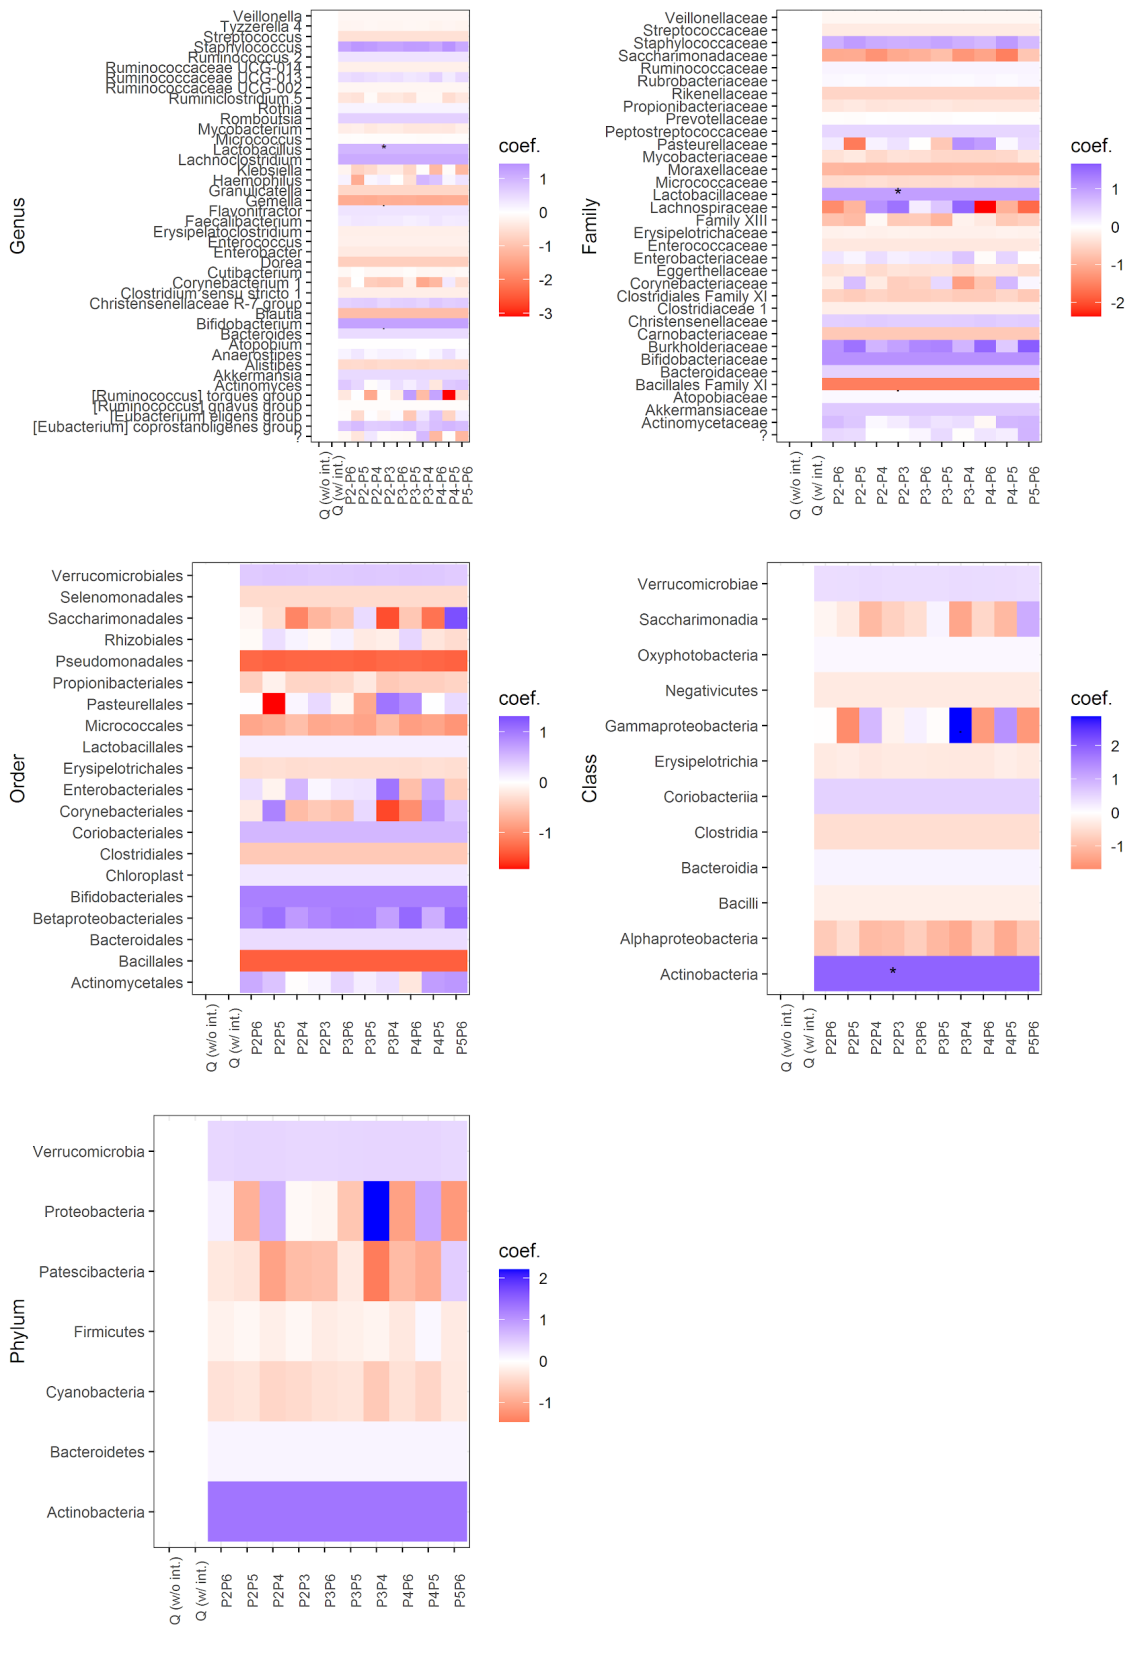 Genus
Veillonella
Tyzzerella 4
Streptococcus
Staphylococcus
Ruminococcus 2
Ruminococcaceae UCG-014
Ruminococcaceae UCG-013
Ruminococcaceae UCG-002
Ruminiclostridium 5
Rothia
Romboutsia
Mycobacterium
Micrococcus
Lactobacillus
Lachnoclostridium
Klebsiella
Haemophilus
Granulicatella
Gemella
Flavonifractor
Faecalibacterium
Erysipelatoclostridium
Enterococcus
Enterobacter
Dorea
Cutibacterium
Corynebacterium 1
Clostridium sensu stricto 1
Christensenellaceae R-7 group
Blautia
Bifidobacterium
Bacteroides
Atopobium
Anaerostipes
Alistipes
Akkermansia
Actinomyces
[Ruminococcus] torques group
[Ruminococcus] gnavus group
[Eubacterium] eligens group
[Eubacterium] coprostanoligenes group
?
*
.
.
Q (w/o int.)
Q (w/ int.)
P2-P6
P2-P5
P2-P4
P2-P3
P3-P6
P3-P5
P3-P4
P4-P6
P4-P5
P5-P6
coef.
1
0
-1
-2
-3
Family
Veillonellaceae
Streptococcaceae
Staphylococcaceae
Saccharimonadaceae
Ruminococcaceae
Rubrobacteriaceae
Rikenellaceae
Propionibacteriaceae
Prevotellaceae
Peptostreptococcaceae
Pasteurellaceae
Mycobacteriaceae
Moraxellaceae
Micrococcaceae
Lactobacillaceae
Lachnospiraceae
Family XIII
Erysipelotrichaceae
Enterococcaceae
Enterobacteriaceae
Eggerthellaceae
Corynebacteriaceae
Clostridiales Family XI
Clostridiaceae 1
Christensenellaceae
Carnobacteriaceae
Burkholderiaceae
Bifidobacteriaceae
Bacteroidaceae
Bacillales Family XI
Atopobiaceae
Akkermansiaceae
Actinomycetaceae
?
*
.
Q (w/o int.)
Q (w/ int.)
P2-P6
P2-P5
P2-P4
P2-P3
P3-P6
P3-P5
P3-P4
P4-P6
P4-P5
P5-P6
coef.
1
0
-1
-2
Order
Verrucomicrobiales
Selenomonadales
Saccharimonadales
Rhizobiales
Pseudomonadales
Propionibacteriales
Pasteurellales
Micrococcales
Lactobacillales
Erysipelotrichales
Enterobacteriales
Corynebacteriales
Coriobacteriales
Clostridiales
Chloroplast
Bifidobacteriales
Betaproteobacteriales
Bacteroidales
Bacillales
Actinomycetales
Q (w/o int.)
Q (w/ int.)
P2P6
P2P5
P2P4
P2P3
P3P6
P3P5
P3P4
P4P6
P4P5
P5P6
coef.
1
0
-1
Class
Verrucomicrobiae
Saccharimonadia
Oxyphotobacteria
Negativicutes
Gammaproteobacteria
Erysipelotrichia
Coriobacteriia
Clostridia
Bacteroidia
Bacilli
Alphaproteobacteria
Actinobacteria
*
Q (w/o int.)
Q (w/ int.)
P2P6
P2P5
P2P4
P2P3
P3P6
P3P5
P3P4
P4P6
P4P5
P5P6
coef.
2
1
0
-1
Phylum
Verrucomicrobia
Proteobacteria
Patescibacteria
Firmicutes
Cyanobacteria
Bacteroidetes
Actinobacteria
Q (w/o int.)
Q (w/ int.)
P2P6
P2P5
P2P4
P2P3
P3P6
P3P5
P3P4
P4P6
P4P5
P5P6
coef.
2
1
0
-1